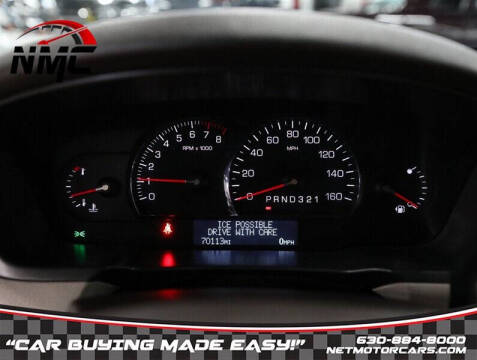 NMC
0 1 2 3 4 5 6 7 8
RPM x 1000
0 20 40 60 80 100 120 140 160
MPH
PRND321
ICE POSSIBLE
DRIVE WITH CARE
70113MI 0MPH
"CAR BUYING MADE EASY!"
630-884-8000
NETMOTORCARS.COM